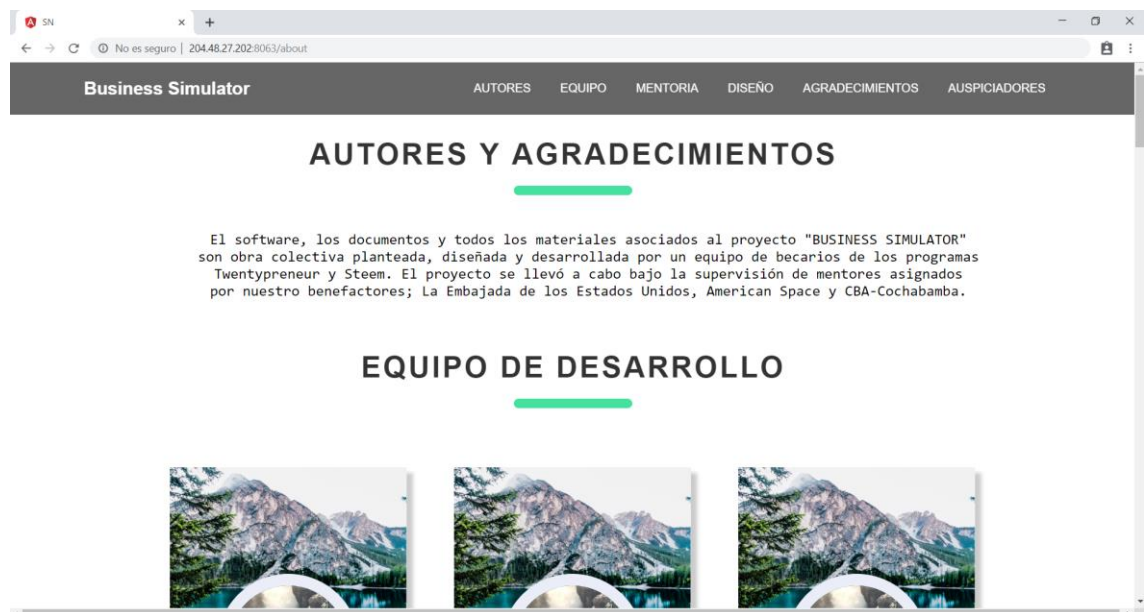 SN
No es seguro | 204.48.27.202:8063/about
Business Simulator
AUTORES EQUIPO MENTORIA DISEÑO AGRADECIMIENTOS AUSPICIADORES
AUTORES Y AGRADECIMIENTOS
El software, los documentos y todos los materiales asociados al proyecto "BUSINESS SIMULATOR"
son obra colectiva planteada, diseñada y desarrollada por un equipo de becarios de los programas
Twentypreneur y Steem. El proyecto se llevó a cabo bajo la supervisión de mentores asignados
por nuestro benefactores; La Embajada de los Estados Unidos, American Space y CBA-Cochabamba.
EQUIPO DE DESARROLLO